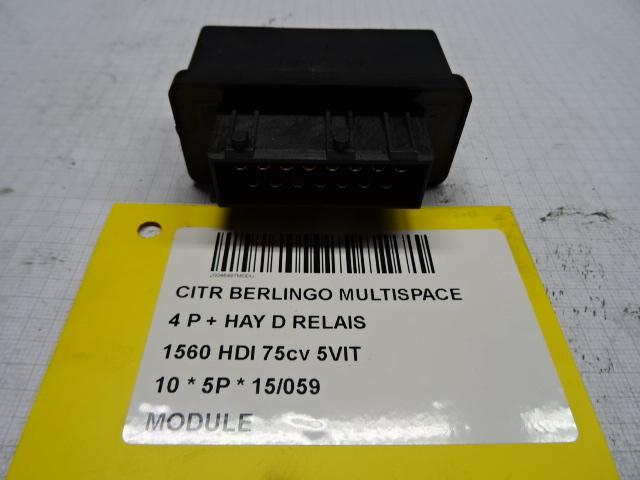 CITR BERLINGO MULTISPACE
4 P + HAY D RELAIS
1560 HDI 75cv 5VIT
10 * 5P * 15/059
MODULE